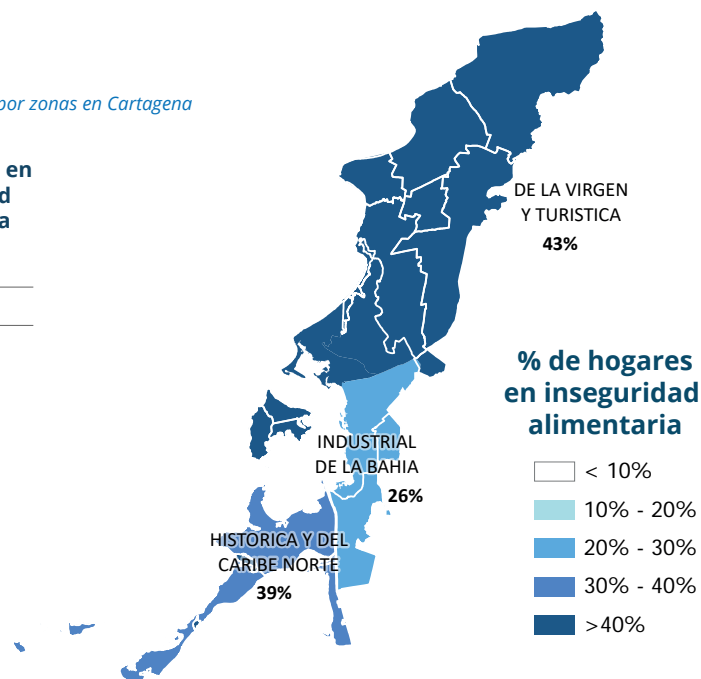 por zonas en Cartagena
en
d
a
DE LA VIRGEN
Y TURISTICA
43%
INDUSTRIAL
DE LA BAHIA
26%
HISTORICA Y DEL
CARIBE NORTE
39%
% de hogares
en inseguridad
alimentaria
< 10%
10% - 20%
20% - 30%
30% - 40%
>40%